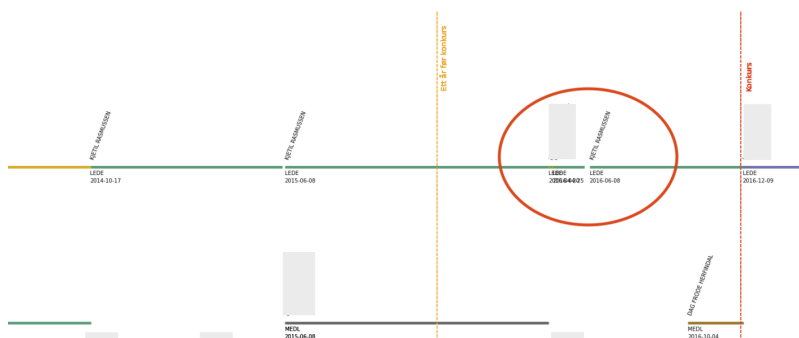 Ett år før konkurs
Konkurs
KJETIL RASMUSSEN
KJETIL RASMUSSEN
KJETIL RASMUSSEN
LEDE
2014-10-17
LEDE
2015-06-08
LEDE
2016-06-08
LEDE
2016-12-09
DAG FRODE HERFINDAL
MEDL
2015-06-08
MEDL
2016-10-04